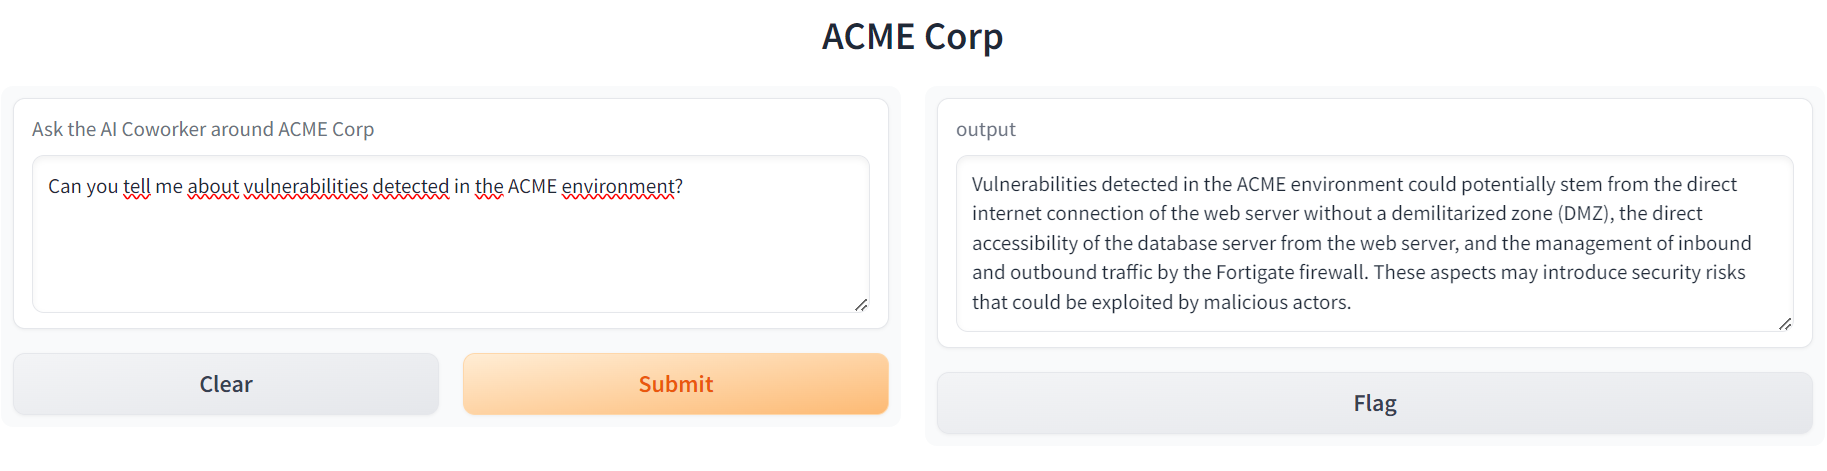 ACME Corp
Ask the AI Coworker around ACME Corp
Can you tell me about vulnerabilities detected in the ACME environment?
Clear
Submit
output
Vulnerabilities detected in the ACME environment could potentially stem from the direct
internet connection of the web server without a demilitarized zone (DMZ), the direct
accessibility of the database server from the web server, and the management of inbound
and outbound traffic by the Fortigate firewall. These aspects may introduce security risks
that could be exploited by malicious actors.
Flag